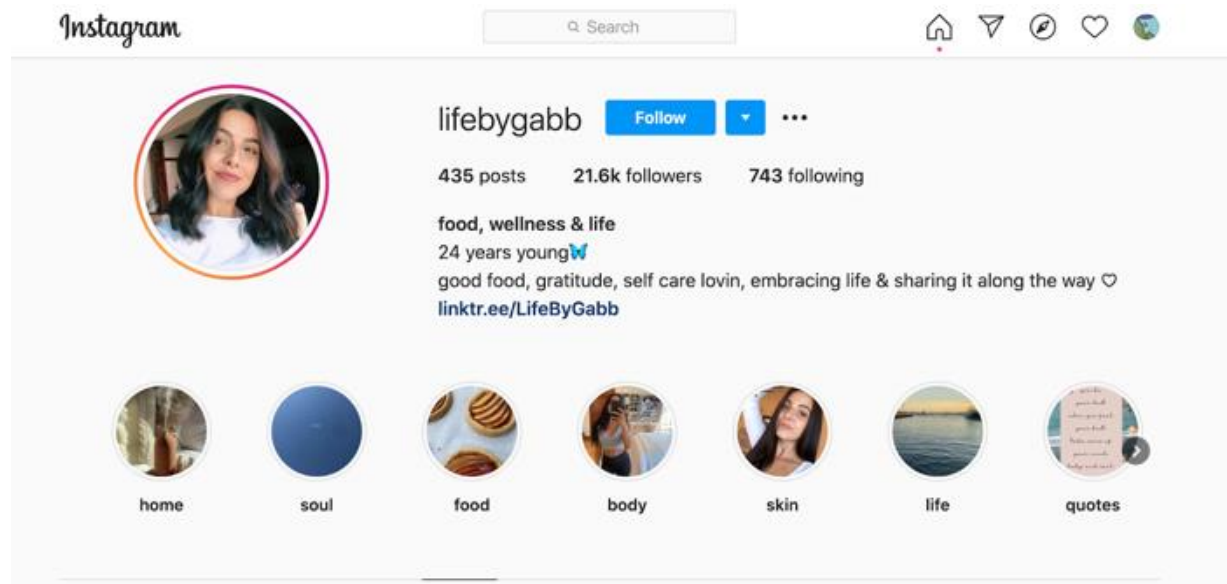 Instagram
Search
lifebygabb Follow
435 posts 21.6k followers 743 following
food, wellness & life
24 years young🦋
good food, gratitude, self care lovin, embracing life & sharing it along the way ♡
linktr.ee/LifeByGabb
home soul food body skin life quotes